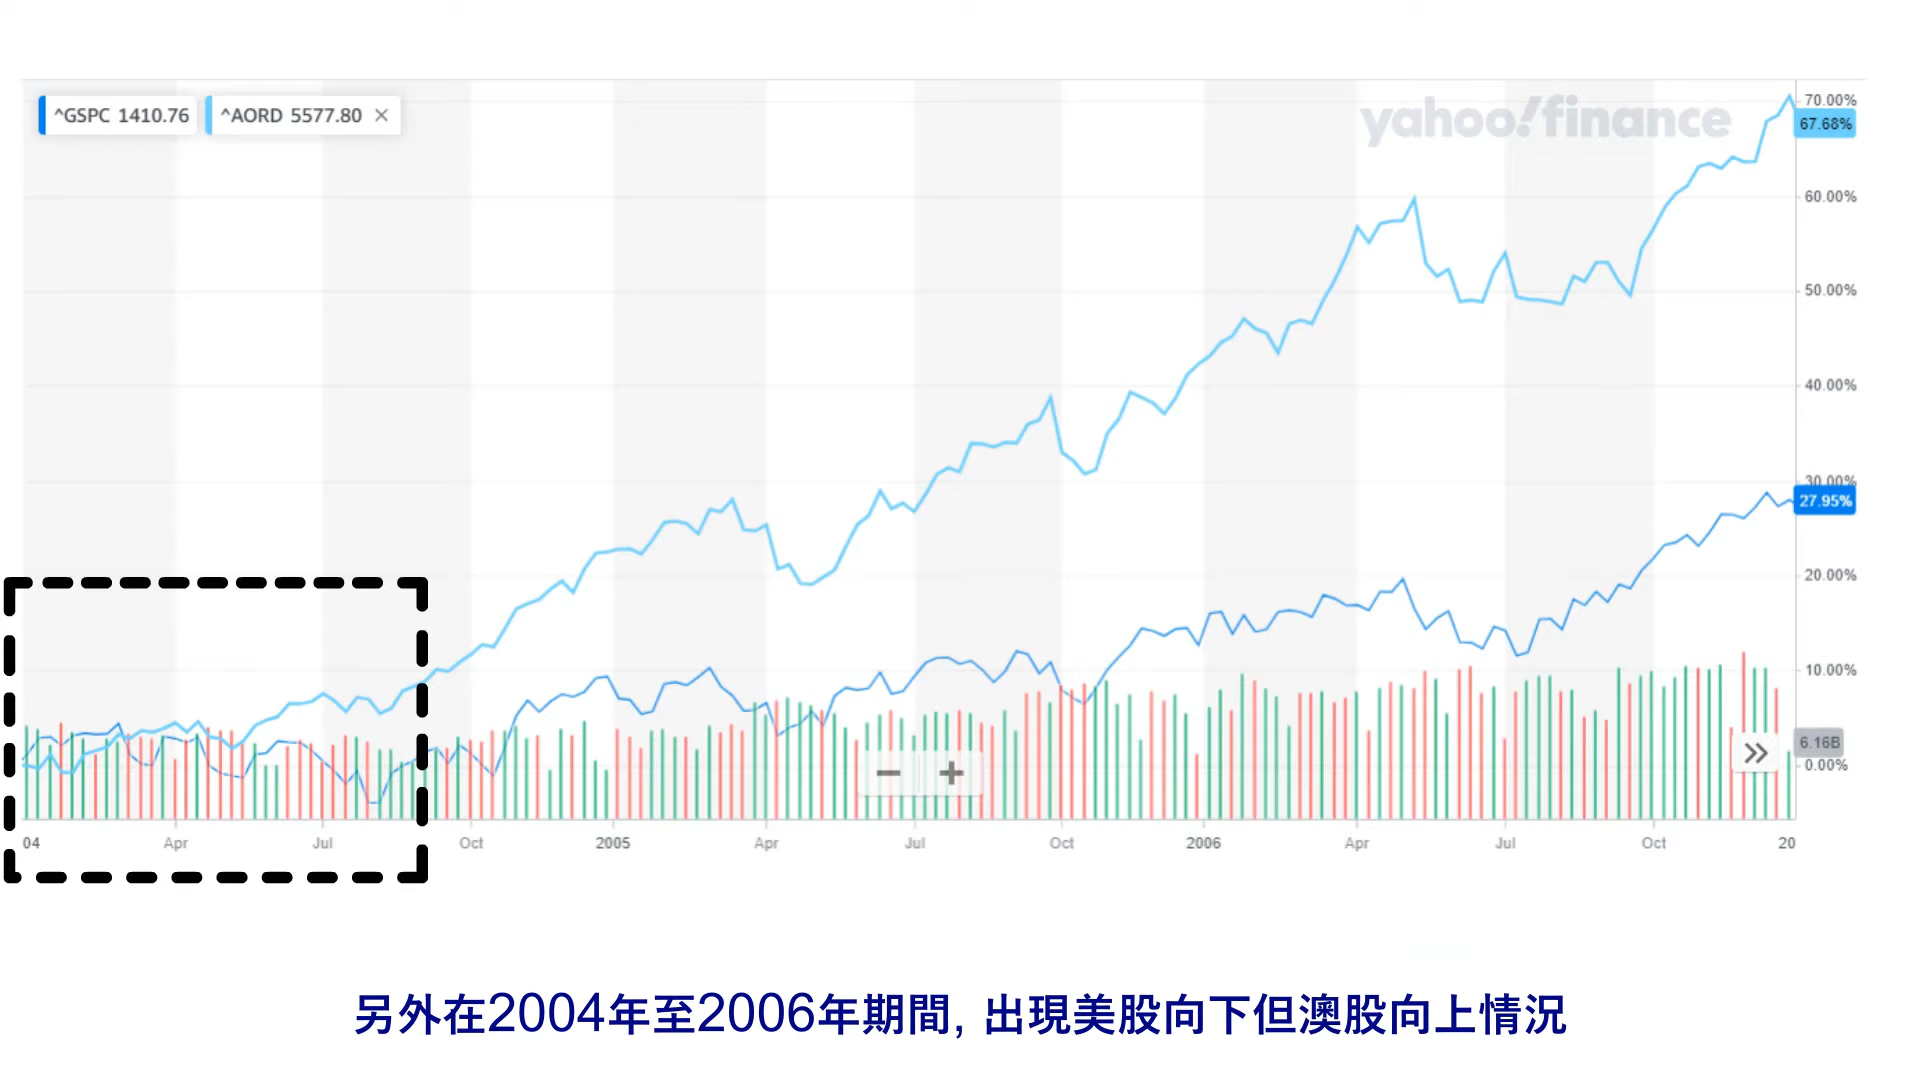 ^GSPC 1410.76 ^AORD 5577.80 ×
yahoo!finance
70.00%
67.68%
60.00%
50.00%
40.00%
30.00%
27.95%
20.00%
10.00%
6.16B
0.00%
04 Apr Jul Oct 2005 Apr Jul Oct 2006 Apr Jul Oct 20
另外在2004年至2006年期間, 出現美股向下但澳股向上情況